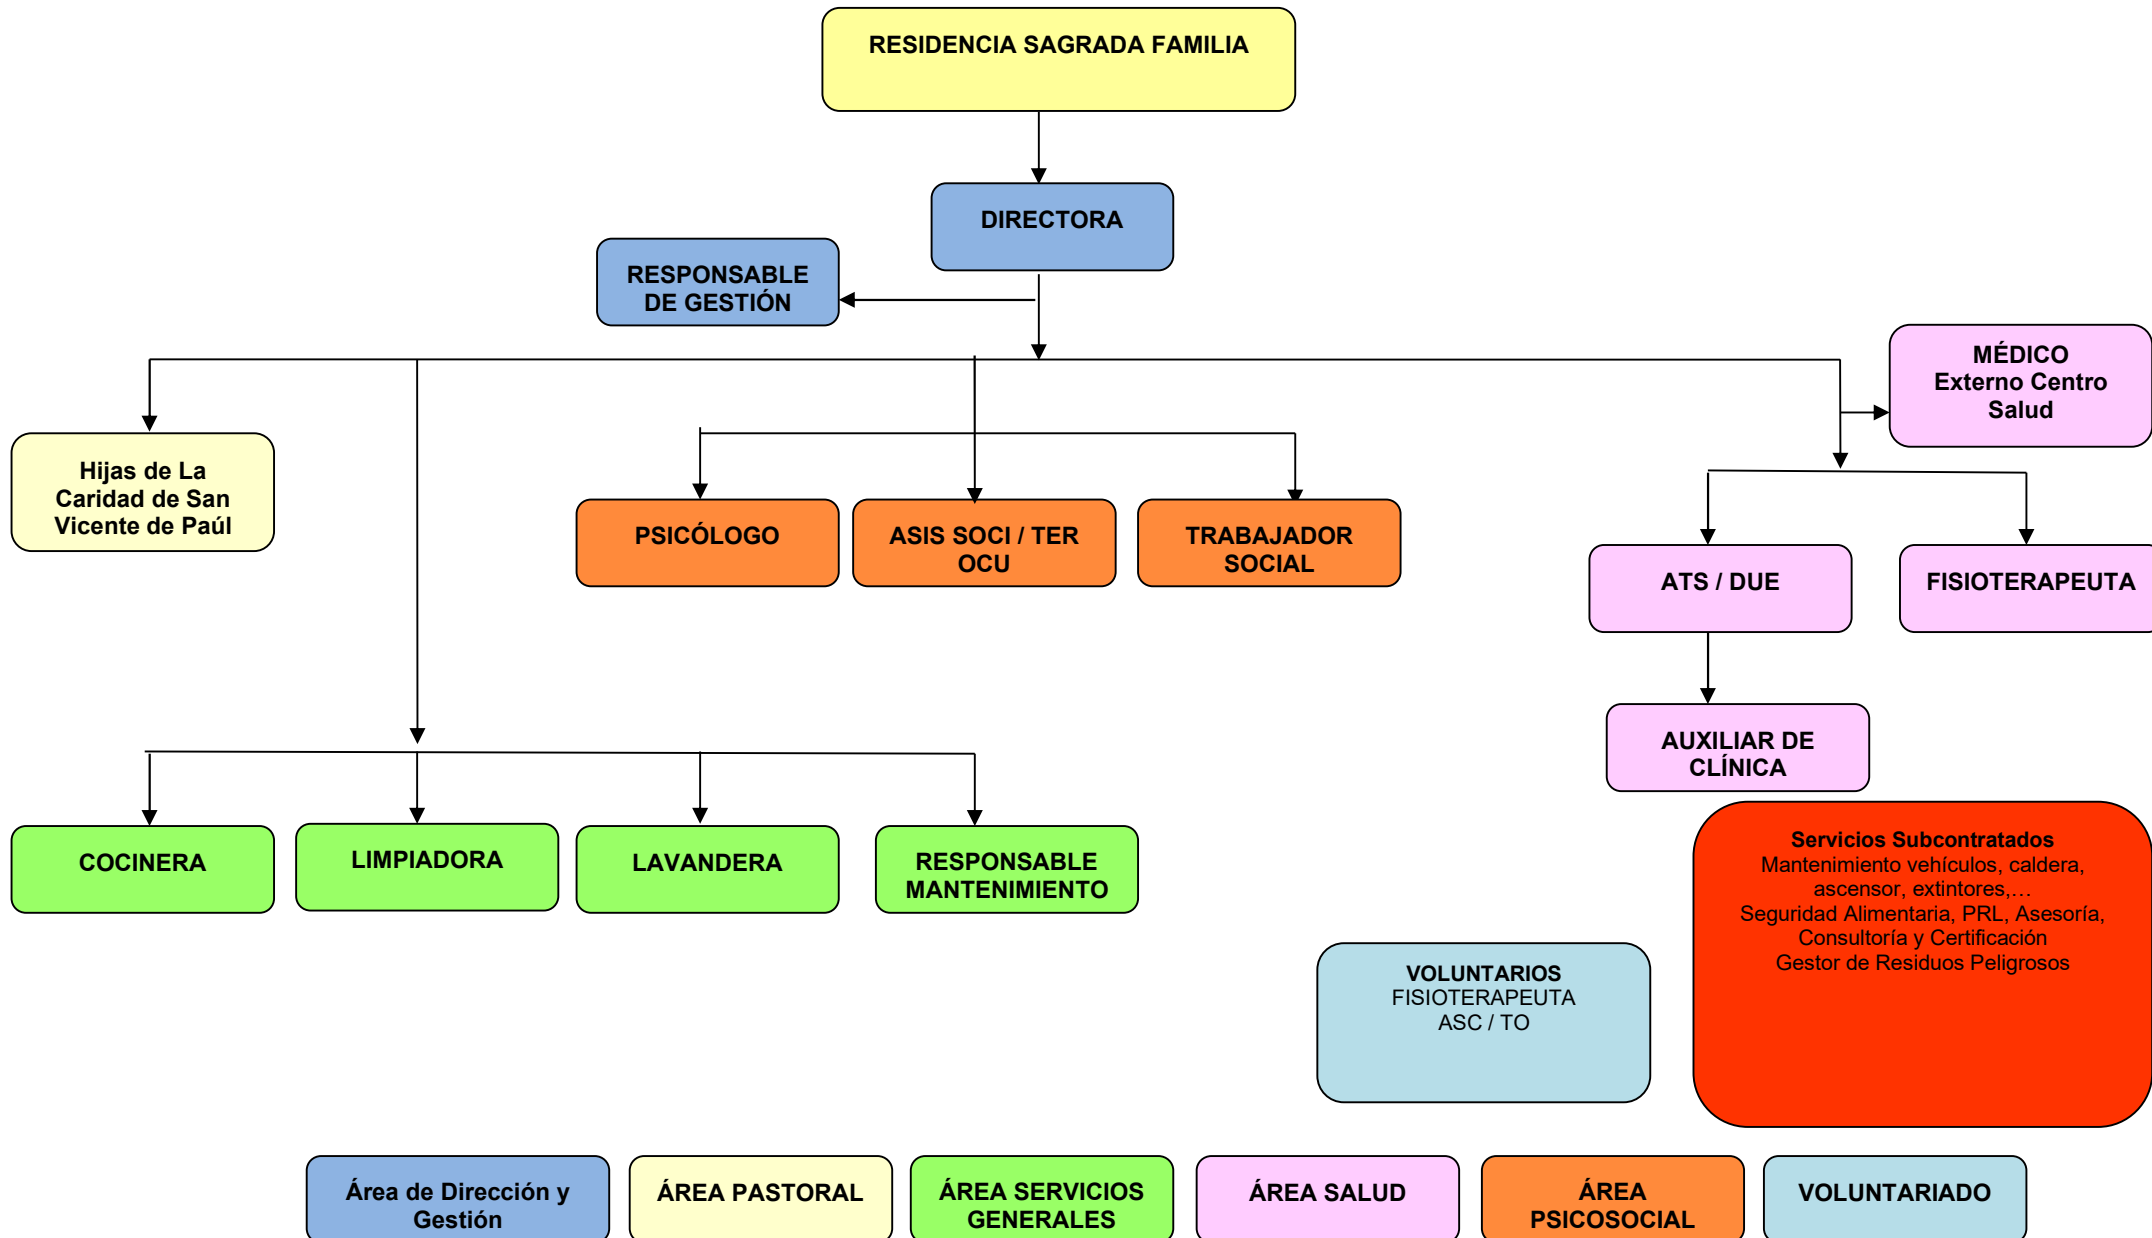 RESIDENCIA SAGRADA FAMILIA
DIRECTORA
RESPONSABLE
DE GESTIÓN
MÉDICO
Externo Centro
Salud
Hijas de La
Caridad de San
Vicente de Paúl
PSICÓLOGO
ASIS SOCI / TER
OCU
TRABAJADOR
SOCIAL
ATS / DUE
FISIOTERAPEUTA
AUXILIAR DE
CLÍNICA
COCINERA
LIMPIADORA
LAVANDERA
RESPONSABLE
MANTENIMIENTO
Servicios Subcontratados
Mantenimiento vehículos, caldera,
ascensor, extintores,…
Seguridad Alimentaria, PRL, Asesoría,
Consultoría y Certificación
Gestor de Residuos Peligrosos
VOLUNTARIOS
FISIOTERAPEUTA
ASC / TO
Área de Dirección y
Gestión
ÁREA PASTORAL
ÁREA SERVICIOS
GENERALES
ÁREA SALUD
ÁREA
PSICOSOCIAL
VOLUNTARIADO